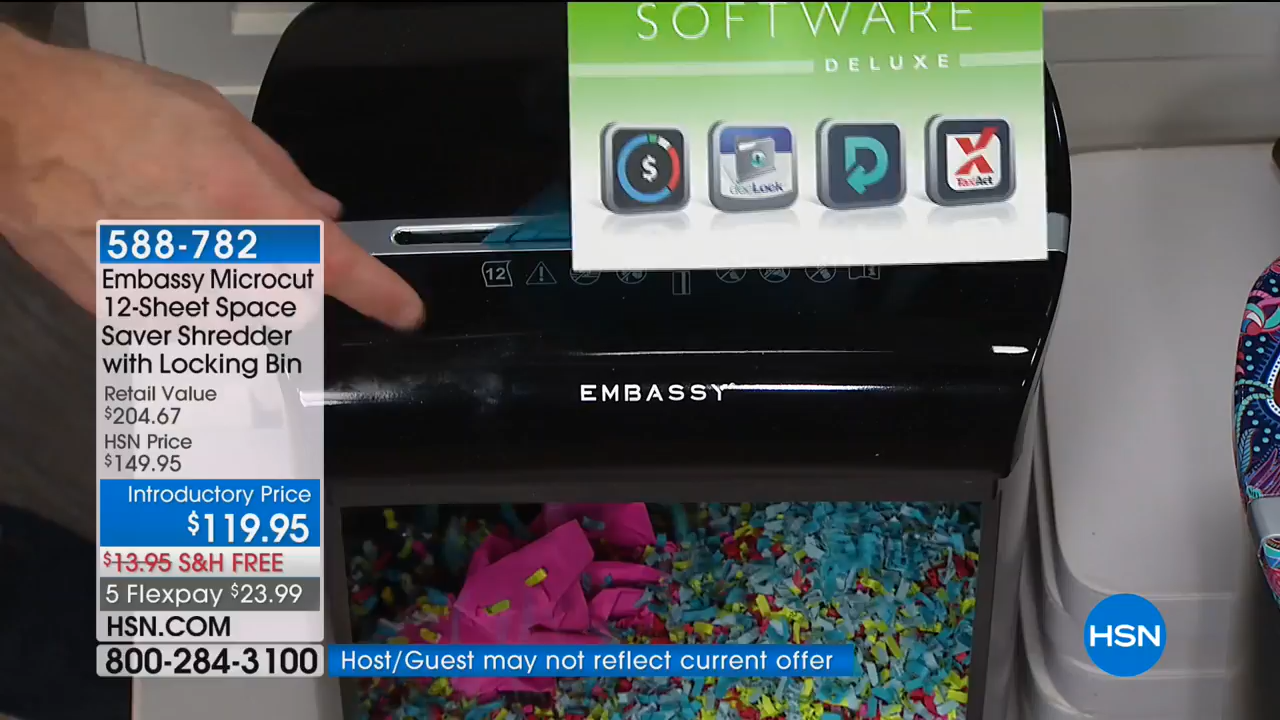 SOFTWARE
DELUXE
$
docLock
TaxAct
12
EMBASSY
588-782
Embassy Microcut
12-Sheet Space
Saver Shredder
with Locking Bin
Retail Value
$204.67
HSN Price
$149.95
Introductory Price
$119.95
$13.95 S&H FREE
5 Flexpay $23.99
HSN.COM
800-284-3100
Host/Guest may not reflect current offer
HSN